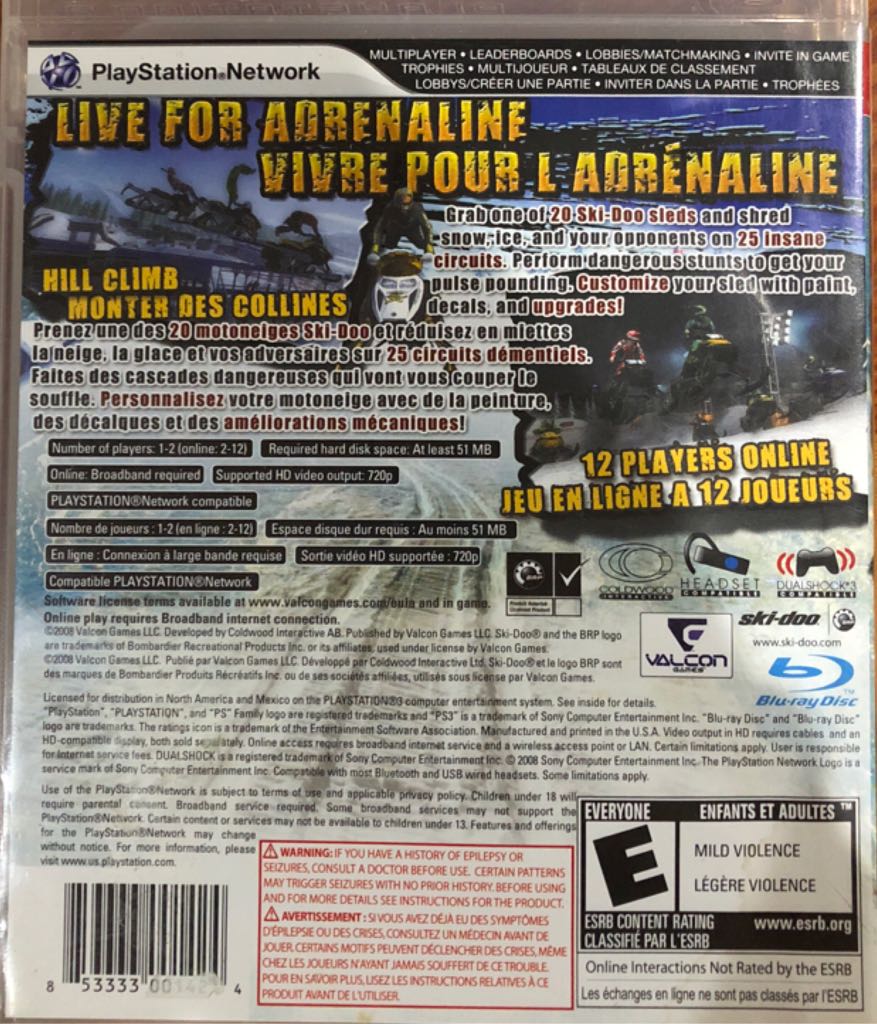 PlayStation®Network
MULTIPLAYER • LEADERBOARDS • LOBBIES/MATCHMAKING • INVITE IN GAME
TROPHIES • MULTIJOUEUR • TABLEAUX DE CLASSEMENT
LOBBYS/CRÉER UNE PARTIE • INVITER DANS LA PARTIE • TROPHÉES
LIVE FOR ADRENALINE
VIVRE POUR L'ADRÉNALINE
Grab one of 20 Ski-Doo sleds and shred
snow, ice, and your opponents on 25 insane
circuits. Perform dangerous stunts to get your
pulse pounding. Customize your sled with paint,
decals, and upgrades!
HILL CLIMB
MONTER DES COLLINES
Prenez une des 20 motoneiges Ski-Doo et réduisez en miettes
la neige, la glace et vos adversaires sur 25 circuits démentiels.
Faites des cascades dangereuses qui vont vous couper le
souffle. Personnalisez votre motoneige avec de la peinture,
des décalques et des améliorations mécaniques!
12 PLAYERS ONLINE
JEU EN LIGNE A 12 JOUEURS
Number of players: 1-2 (online: 2-12) Required hard disk space: At least 51 MB
Online: Broadband required Supported HD video output: 720p
PLAYSTATION®Network compatible
Nombre de joueurs : 1-2 (en ligne : 2-12) Espace disque dur requis : Au moins 51 MB
En ligne : Connexion à large bande requise Sortie vidéo HD supportée : 720p
Compatible PLAYSTATION®Network
BRP
COLDWOOD
INTERACTIVE
HEADSET
COMPATIBLE
DUALSHOCK®3
COMPATIBLE
Software license terms available at www.valcongames.com/eula and in game.
Online play requires Broadband internet connection.
©2008 Valcon Games LLC. Developed by Coldwood Interactive AB. Published by Valcon Games LLC. Ski-Doo® and the BRP logo
are trademarks of Bombardier Recreational Products Inc. or its affiliates, used under license by Valcon Games.
©2008 Valcon Games LLC. Publié par Valcon Games LLC. Développé par Coldwood Interactive Ltd. Ski-Doo® et le logo BRP sont
des marques de Bombardier Produits Récréatifs Inc. ou de ses sociétés affiliées, utilisés sous license par Valcon Games.
VALCON
GAMES
ski-doo
www.ski-doo.com
Blu-ray Disc
Licensed for distribution in North America and Mexico on the PLAYSTATION®3 computer entertainment system. See inside for details.
"PlayStation", "PLAYSTATION", and "PS" Family logo are registered trademarks and "PS3" is a trademark of Sony Computer Entertainment Inc. "Blu-ray Disc" and "Blu-ray Disc"
logo are trademarks. The ratings icon is a trademark of the Entertainment Software Association. Manufactured and printed in the U.S.A. Video output in HD requires cables and an
HD-compatible display, both sold separately. Online access requires broadband internet service and a wireless access point or LAN. Certain limitations apply. User is responsible
for Internet service fees. DUALSHOCK is a registered trademark of Sony Computer Entertainment Inc. © 2008 Sony Computer Entertainment Inc. The PlayStation Network Logo is a
service mark of Sony Computer Entertainment Inc. Compatible with most Bluetooth and USB wired headsets. Some limitations apply.
Use of the PlayStation®Network is subject to terms of use and applicable privacy policy. Children under 18 will
require parental consent. Broadband service required. Some broadband services may not support the
PlayStation®Network. Certain content or services may not be available to children under 13. Features and offerings
for the PlayStation®Network may change
without notice. For more information, please
visit www.us.playstation.com.
WARNING: IF YOU HAVE A HISTORY OF EPILEPSY OR
SEIZURES, CONSULT A DOCTOR BEFORE USE. CERTAIN PATTERNS
MAY TRIGGER SEIZURES WITH NO PRIOR HISTORY. BEFORE USING
AND FOR MORE DETAILS SEE INSTRUCTIONS FOR THE PRODUCT.
AVERTISSEMENT : SI VOUS AVEZ DÉJÀ EU DES SYMPTÔMES
D'ÉPILEPSIE OU DES CRISES, CONSULTEZ UN MÉDECIN AVANT DE
JOUER. CERTAINS MOTIFS PEUVENT DÉCLENCHER DES CRISES, MÊME
CHEZ LES JOUEURS N'AYANT JAMAIS SOUFFERT DE CE TROUBLE.
POUR EN SAVOIR PLUS, LISEZ LES INSTRUCTIONS RELATIVES À CE
PRODUIT AVANT DE L'UTILISER.
EVERYONE ENFANTS ET ADULTES ™
E
MILD VIOLENCE
LÉGÈRE VIOLENCE
ESRB CONTENT RATING www.esrb.org
CLASSIFIÉ PAR L'ESRB
Online Interactions Not Rated by the ESRB
Les échanges en ligne ne sont pas classés par l'ESRB
8 53333 00142 4